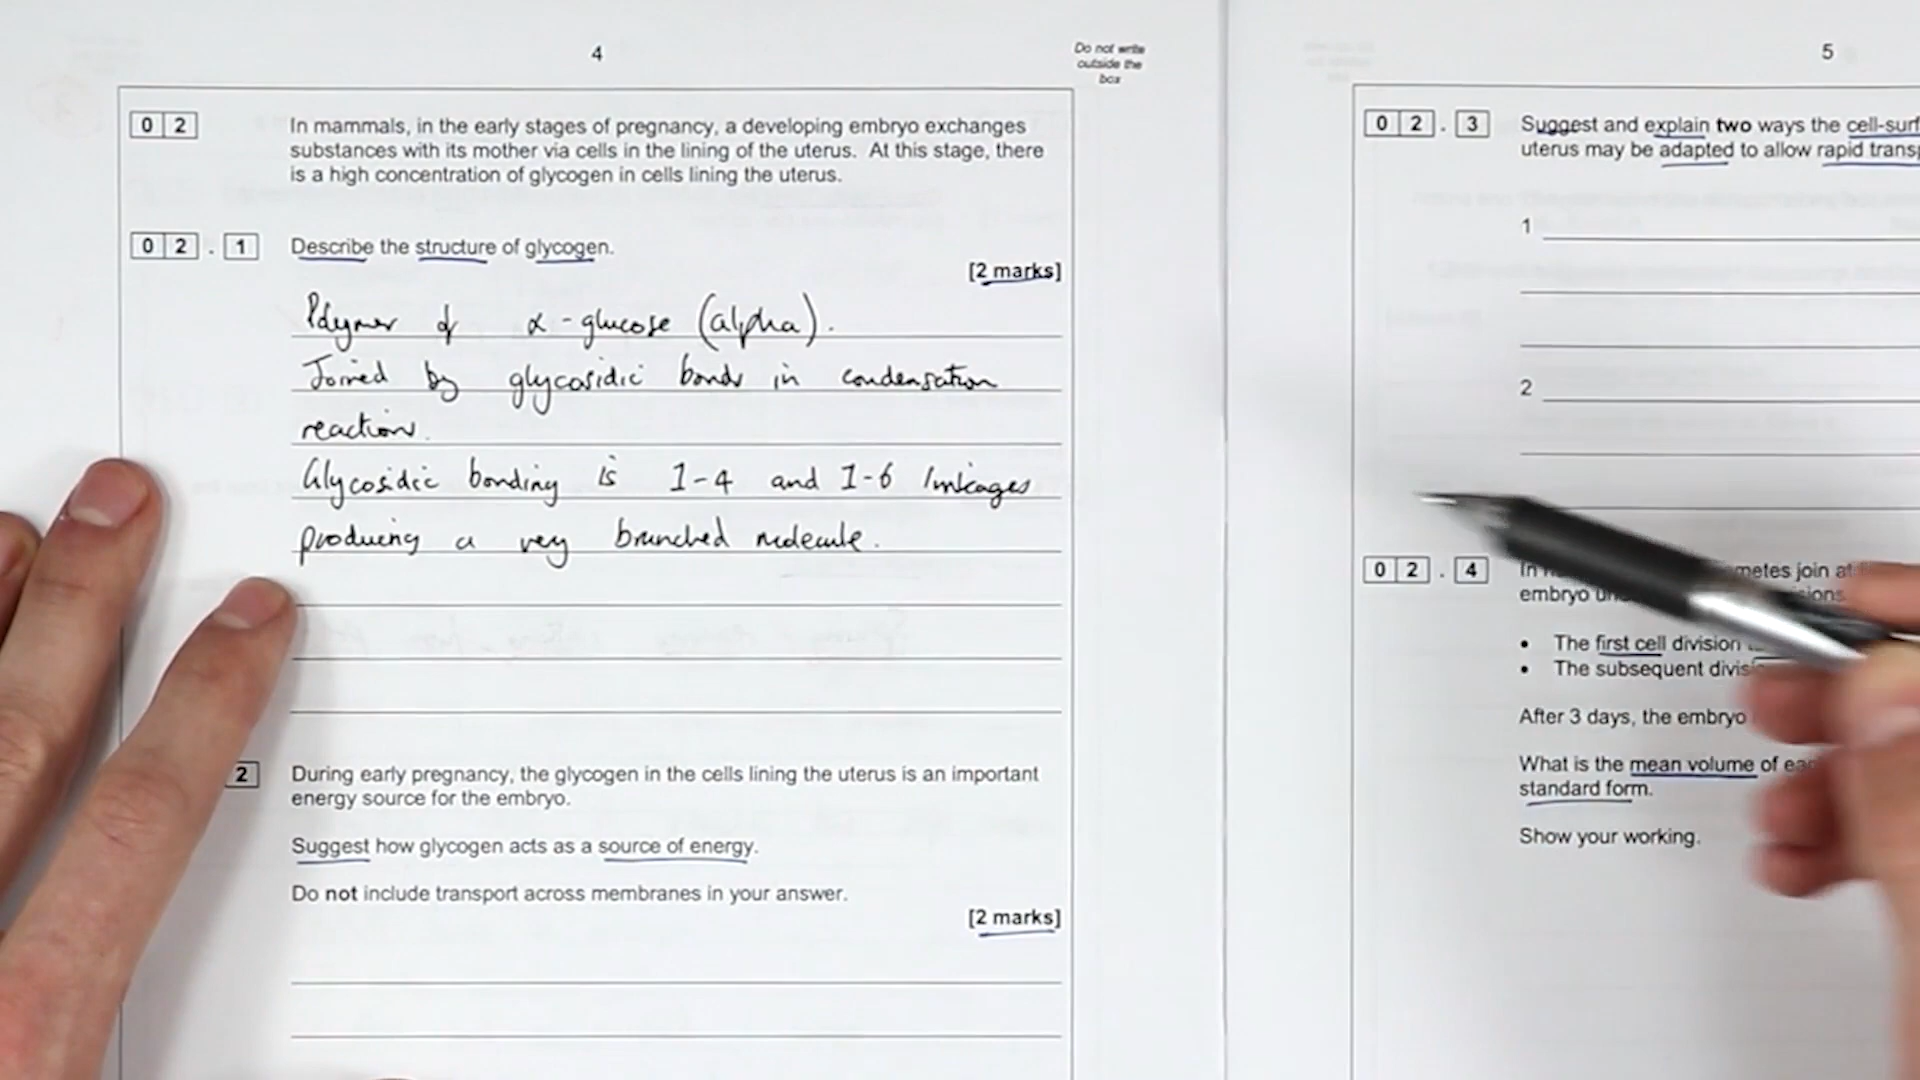 4
Do not write
outside the
box
0 2
In mammals, in the early stages of pregnancy, a developing embryo exchanges
substances with its mother via cells in the lining of the uterus. At this stage, there
is a high concentration of glycogen in cells lining the uterus.
0 2 . 1
Describe the structure of glycogen.
[2 marks]
Polymer of α-glucose (alpha).
Joined by glycosidic bonds in condensation
reactions.
Glycosidic bonding is 1-4 and 1-6 linkages
producing a very branched molecule.
2
During early pregnancy, the glycogen in the cells lining the uterus is an important
energy source for the embryo.
Suggest how glycogen acts as a source of energy.
Do not include transport across membranes in your answer.
[2 marks]
5
0 2 . 3
Suggest and explain two ways the
uterus may be adapted to allow rapid
1
2
0 2 . 4
In join at
embryo
• The first cell division
• The subsequent
After 3 days, the embryo
What is the mean volume of
standard form.
Show your working.